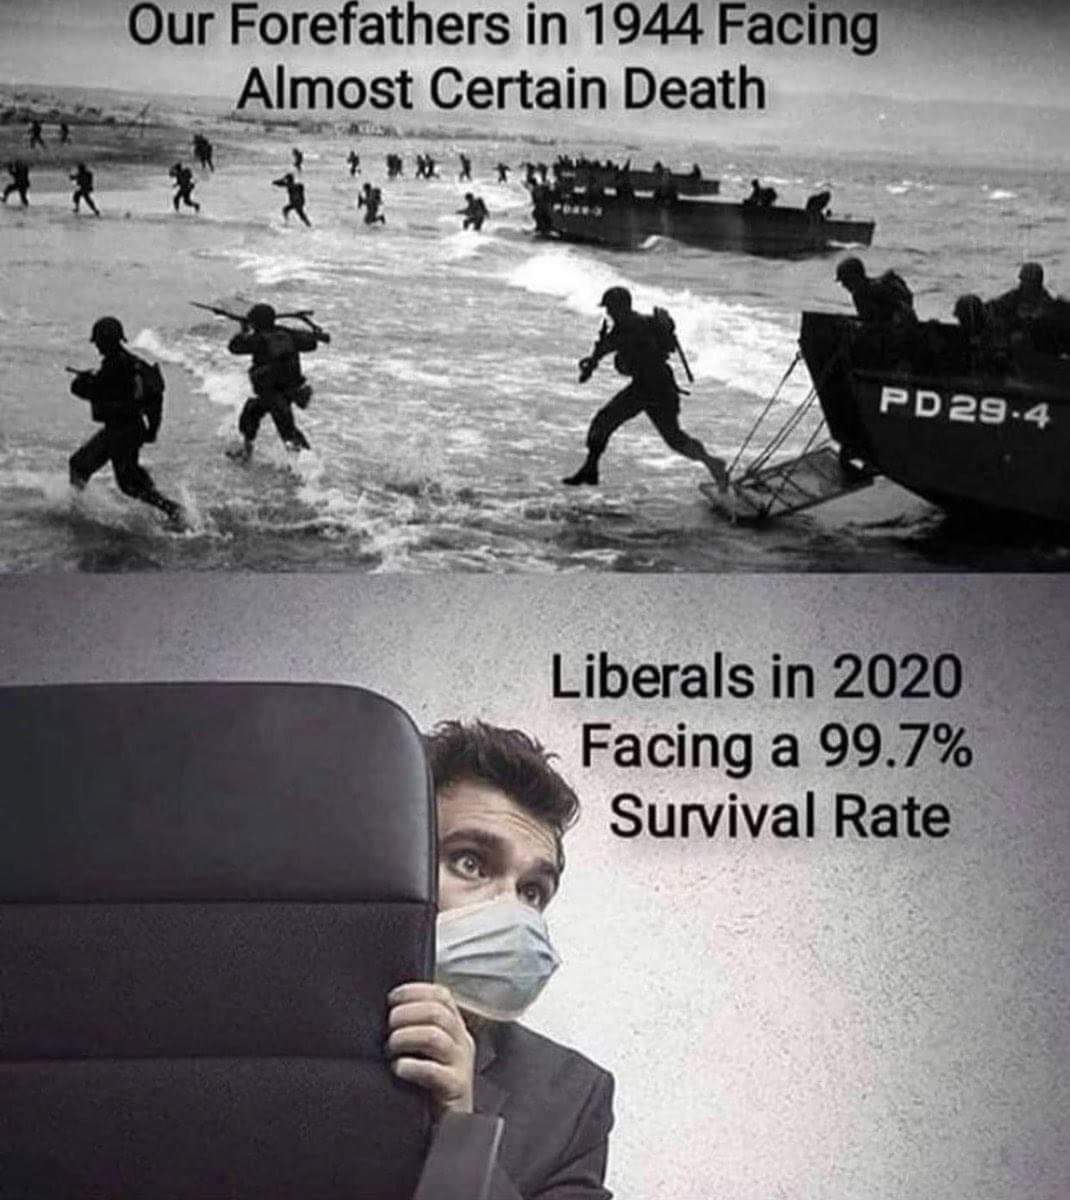 Our Forefathers in 1944 Facing
Almost Certain Death
PD 29-4
Liberals in 2020
Facing a 99.7%
Survival Rate